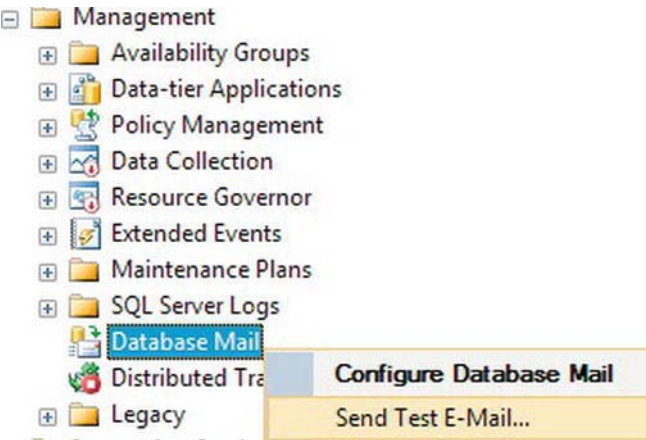 Management
Availability Groups
Data-tier Applications
Policy Management
Data Collection
Resource Governor
Extended Events
Maintenance Plans
SQL Server Logs
Database Mail
Distributed Tra
Configure Database Mail
Legacy
Send Test E-Mail...